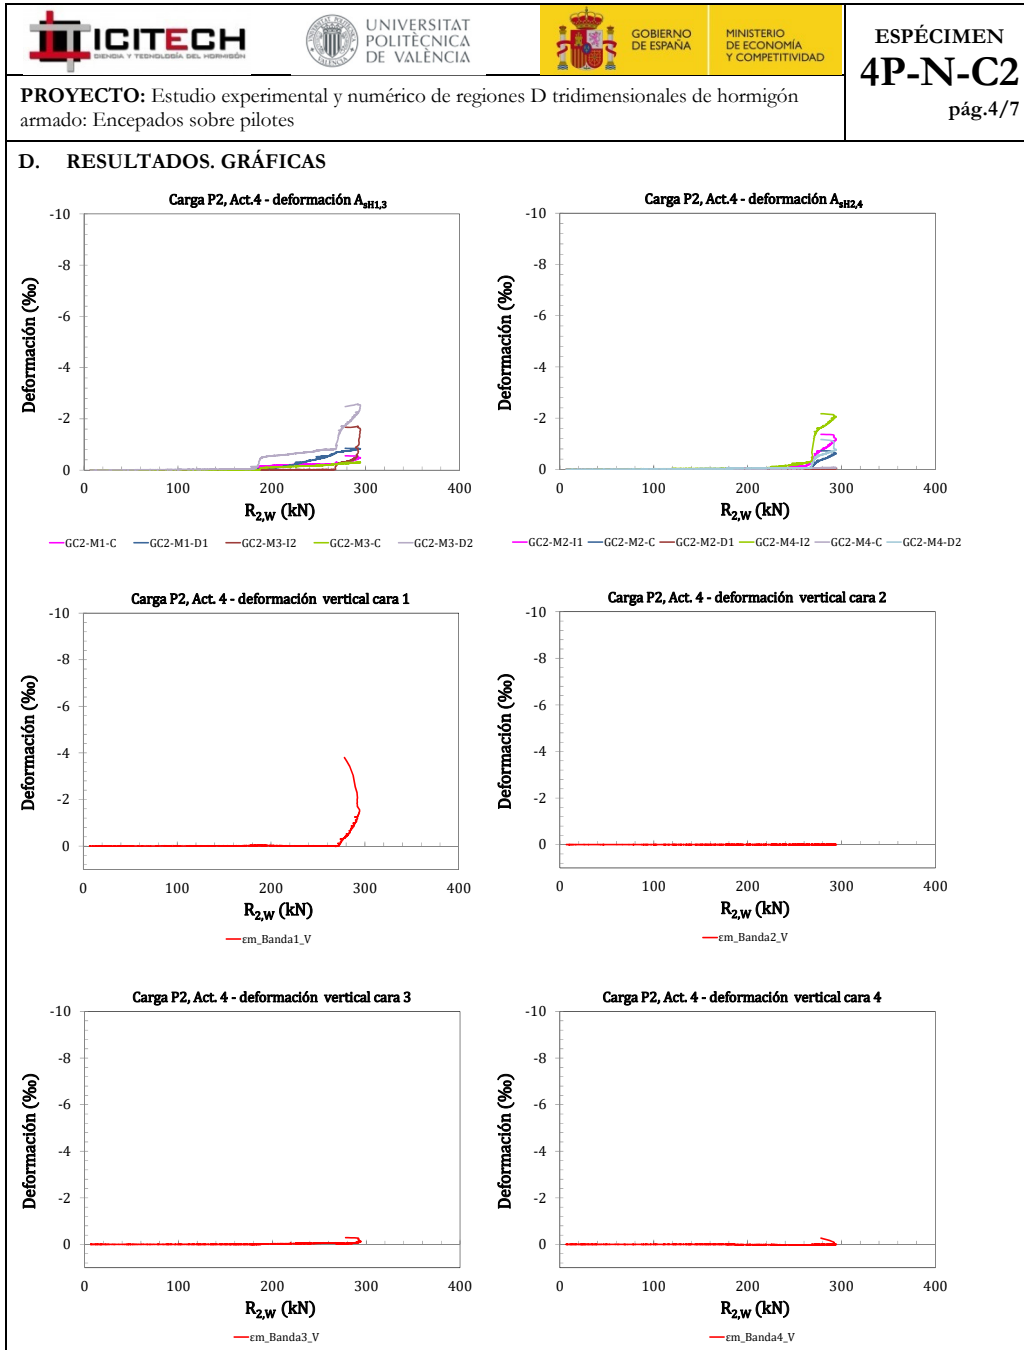 ICITECH
CIENCIA Y TECNOLOGÍA DEL HORMIGÓN
UNIVERSITAT
POLITÈCNICA
DE VALÈNCIA
GOBIERNO
DE ESPAÑA
MINISTERIO
DE ECONOMÍA
Y COMPETITIVIDAD
ESPÉCIMEN
4P-N-C2
pág.4/7
PROYECTO: Estudio experimental y numérico de regiones D tridimensionales de hormigón
armado: Encepados sobre pilotes
D. RESULTADOS. GRÁFICAS
Carga P2, Act.4 - deformación AsH1,3
Deformación (‰)
-10
-8
-6
-4
-2
0
0 100 200 300 400
R2,W (kN)
GC2-M1-C GC2-M1-D1 GC2-M3-I2 GC2-M3-C GC2-M3-D2
Carga P2, Act.4 - deformación AsH2,4
Deformación (‰)
-10
-8
-6
-4
-2
0
0 100 200 300 400
R2,W (kN)
GC2-M2-I1 GC2-M2-C GC2-M2-D1 GC2-M4-I2 GC2-M4-C GC2-M4-D2
Carga P2, Act. 4 - deformación vertical cara 1
Deformación (‰)
-10
-8
-6
-4
-2
0
0 100 200 300 400
R2,W (kN)
εm_Banda1_V
Carga P2, Act. 4 - deformación vertical cara 2
Deformación (‰)
-10
-8
-6
-4
-2
0
0 100 200 300 400
R2,W (kN)
εm_Banda2_V
Carga P2, Act. 4 - deformación vertical cara 3
Deformación (‰)
-10
-8
-6
-4
-2
0
0 100 200 300 400
R2,W (kN)
εm_Banda3_V
Carga P2, Act. 4 - deformación vertical cara 4
Deformación (‰)
-10
-8
-6
-4
-2
0
0 100 200 300 400
R2,W (kN)
εm_Banda4_V